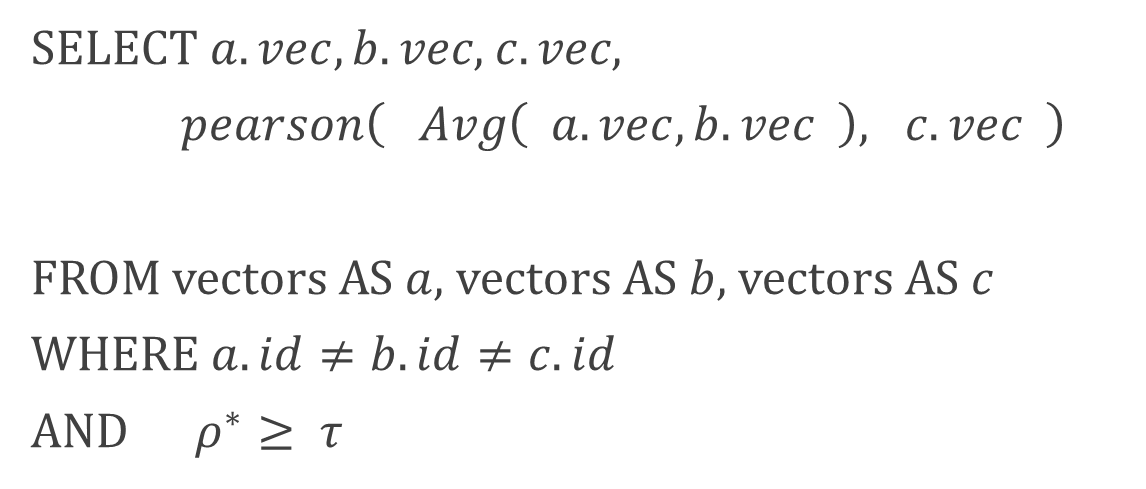 SELECT a.vec, b.vec, c.vec,
pearson( Avg( a.vec, b.vec ), c.vec )
FROM vectors AS a, vectors AS b, vectors AS c
WHERE a.id ≠ b.id ≠ c.id
AND ρ* ≥ τ